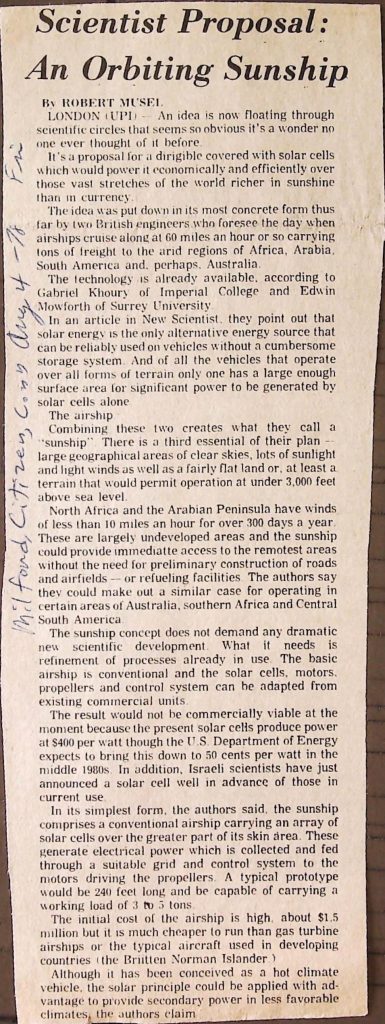 Scientist Proposal:
An Orbiting Sunship
By ROBERT MUSEL
LONDON (UPI) — An idea is now floating through
scientific circles that seems so obvious it's a wonder no
one ever thought of it before.
It's a proposal for a dirigible covered with solar cells
which would power it economically and efficiently over
those vast stretches of the world richer in sunshine
than in currency.
The idea was put down in its most concrete form thus
far by two British engineers who foresee the day when
airships cruise along at 60 miles an hour or so carrying
tons of freight to the arid regions of Africa, Arabia,
South America and, perhaps, Australia.
The technology is already available, according to
Gabriel Khoury of Imperial College and Edwin
Mowforth of Surrey University.
In an article in New Scientist, they point out that
solar energy is the only alternative energy source that
can be reliably used on vehicles without a cumbersome
storage system. And of all the vehicles that operate
over all forms of terrain only one has a large enough
surface area for significant power to be generated by
solar cells alone.
The airship
Combining these two creates what they call a
"sunship". There is a third essential of their plan —
large geographical areas of clear skies, lots of sunlight
and light winds as well as a fairly flat land or, at least a
terrain that would permit operation at under 3,000 feet
above sea level.
North Africa and the Arabian Peninsula have winds
of less than 10 miles an hour for over 300 days a year.
These are largely undeveloped areas and the sunship
could provide immediatte access to the remotest areas
without the need for preliminary construction of roads
and airfields — or refueling facilities. The authors say
they could make out a similar case for operating in
certain areas of Australia, southern Africa and Central
South America.
The sunship concept does not demand any dramatic
new scientific development. What it needs is
refinement of processes already in use. The basic
airship is conventional and the solar cells, motors,
propellers and control system can be adapted from
existing commercial units.
The result would not be commercially viable at the
moment because the present solar cells produce power
at $400 per watt though the U.S. Department of Energy
expects to bring this down to 50 cents per watt in the
middle 1980s. In addition, Israeli scientists have just
announced a solar cell well in advance of those in
current use.
In its simplest form, the authors said, the sunship
comprises a conventional airship carrying an array of
solar cells over the greater part of its skin area. These
generate electrical power which is collected and fed
through a suitable grid and control system to the
motors driving the propellers. A typical prototype
would be 240 feet long and be capable of carrying a
working load of 3 to 5 tons.
The initial cost of the airship is high, about $1.5
million but it is much cheaper to run than gas turbine
airships or the typical aircraft used in developing
countries (the Britten Norman Islander.)
Although it has been conceived as a hot climate
vehicle, the solar principle could be applied with ad-
vantage to provide secondary power in less favorable
climates, the authors claim.
Milford, Citizen, Conn Aug 4 - 78 Fri